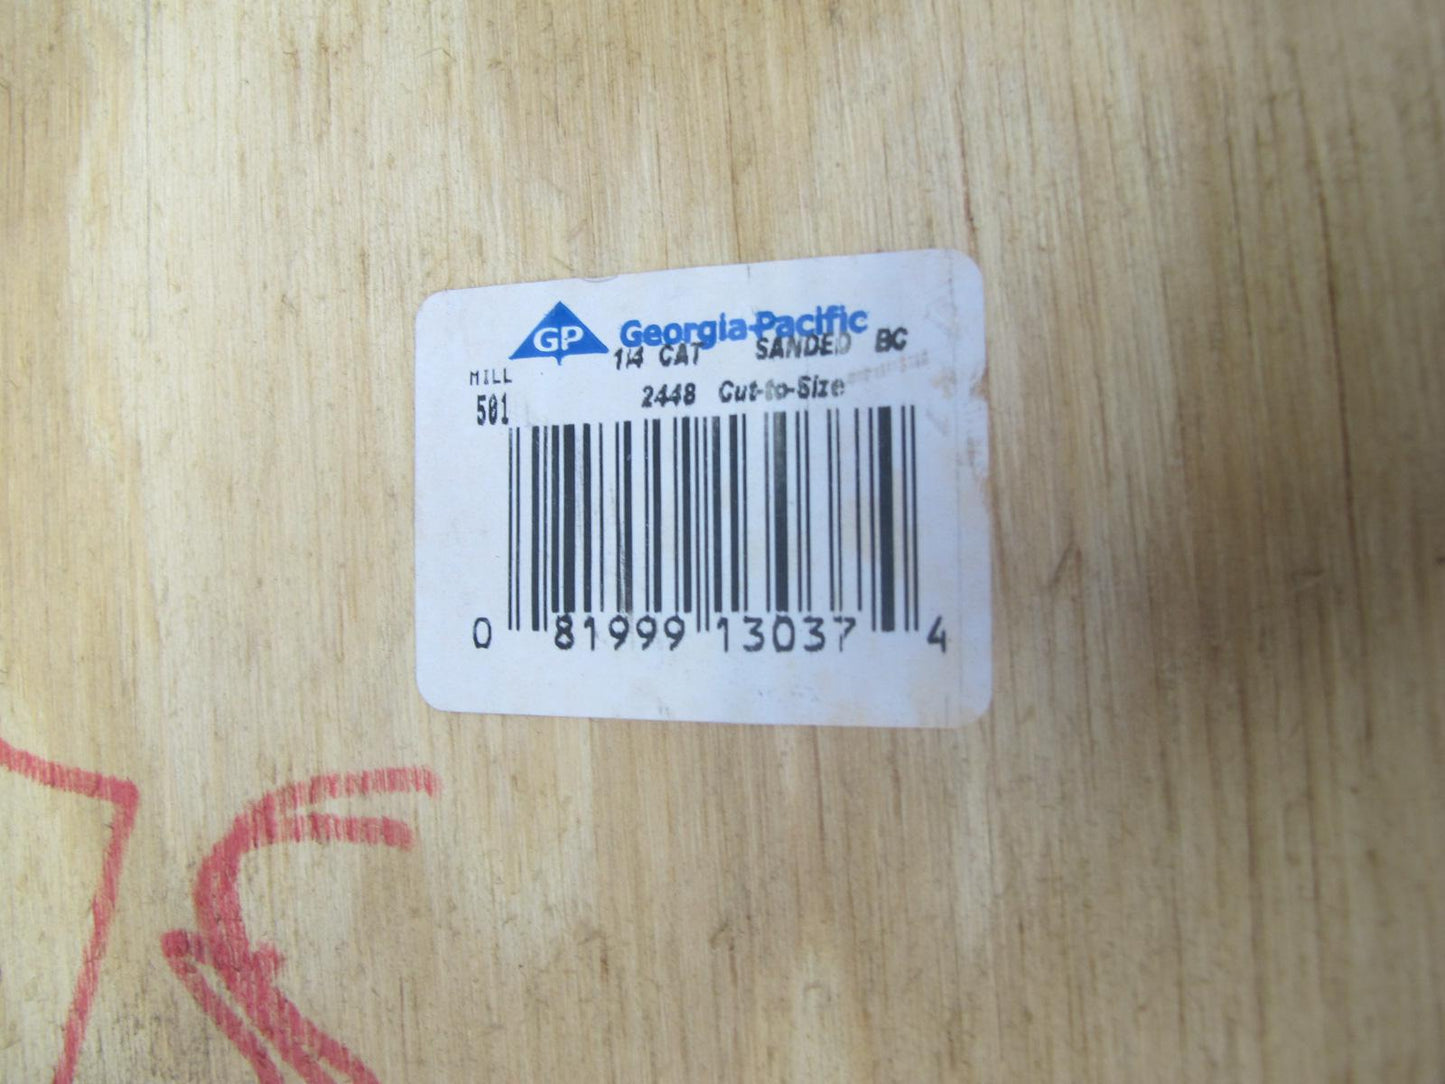 GP Georgia-Pacific
1/4 CAT SANDED BC
MILL
2448 Cut-to-Size
501
0 81999 13037 4